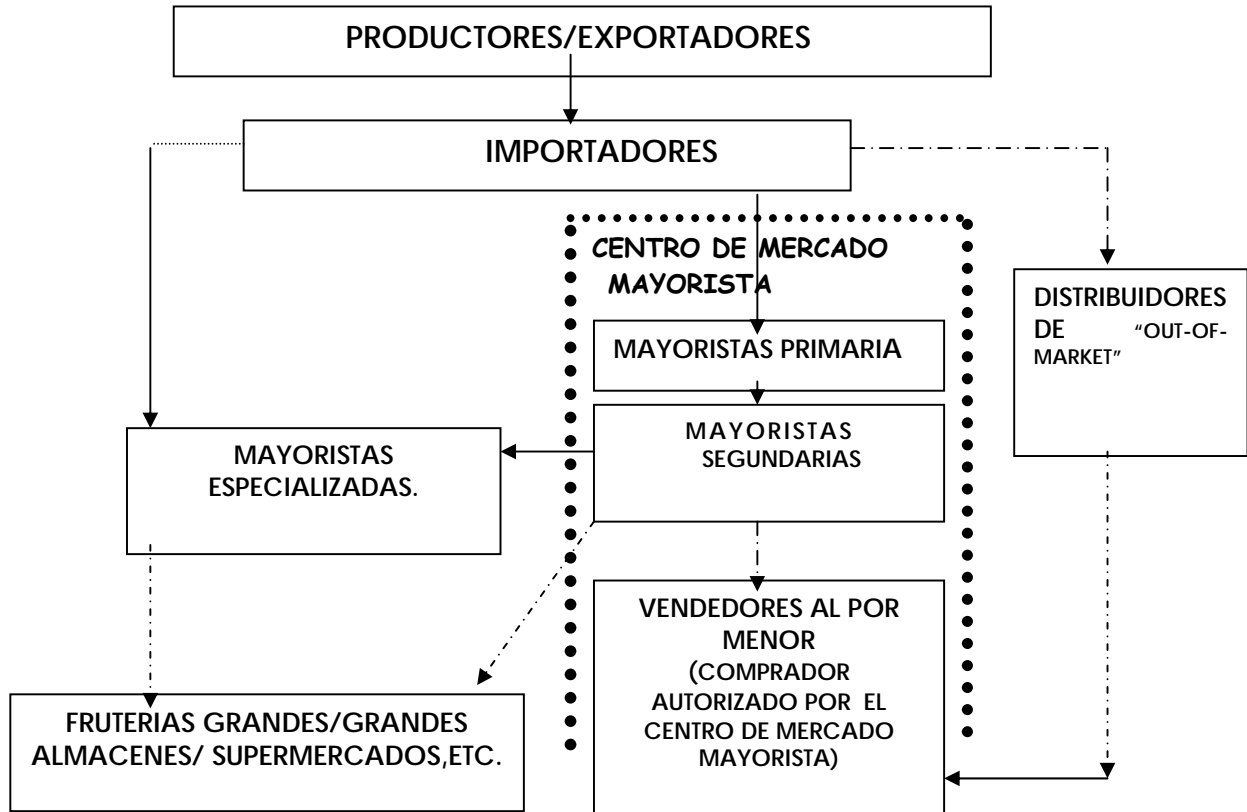 PRODUCTORES/EXPORTADORES
IMPORTADORES
CENTRO DE MERCADO
MAYORISTA
DISTRIBUIDORES
DE "OUT-OF-
MARKET"
MAYORISTAS PRIMARIA
MAYORISTAS
SEGUNDARIAS
MAYORISTAS
ESPECIALIZADAS.
VENDEDORES AL POR
MENOR
(COMPRADOR
AUTORIZADO POR EL
CENTRO DE MERCADO
MAYORISTA)
FRUTERIAS GRANDES/GRANDES
ALMACENES/ SUPERMERCADOS,ETC.